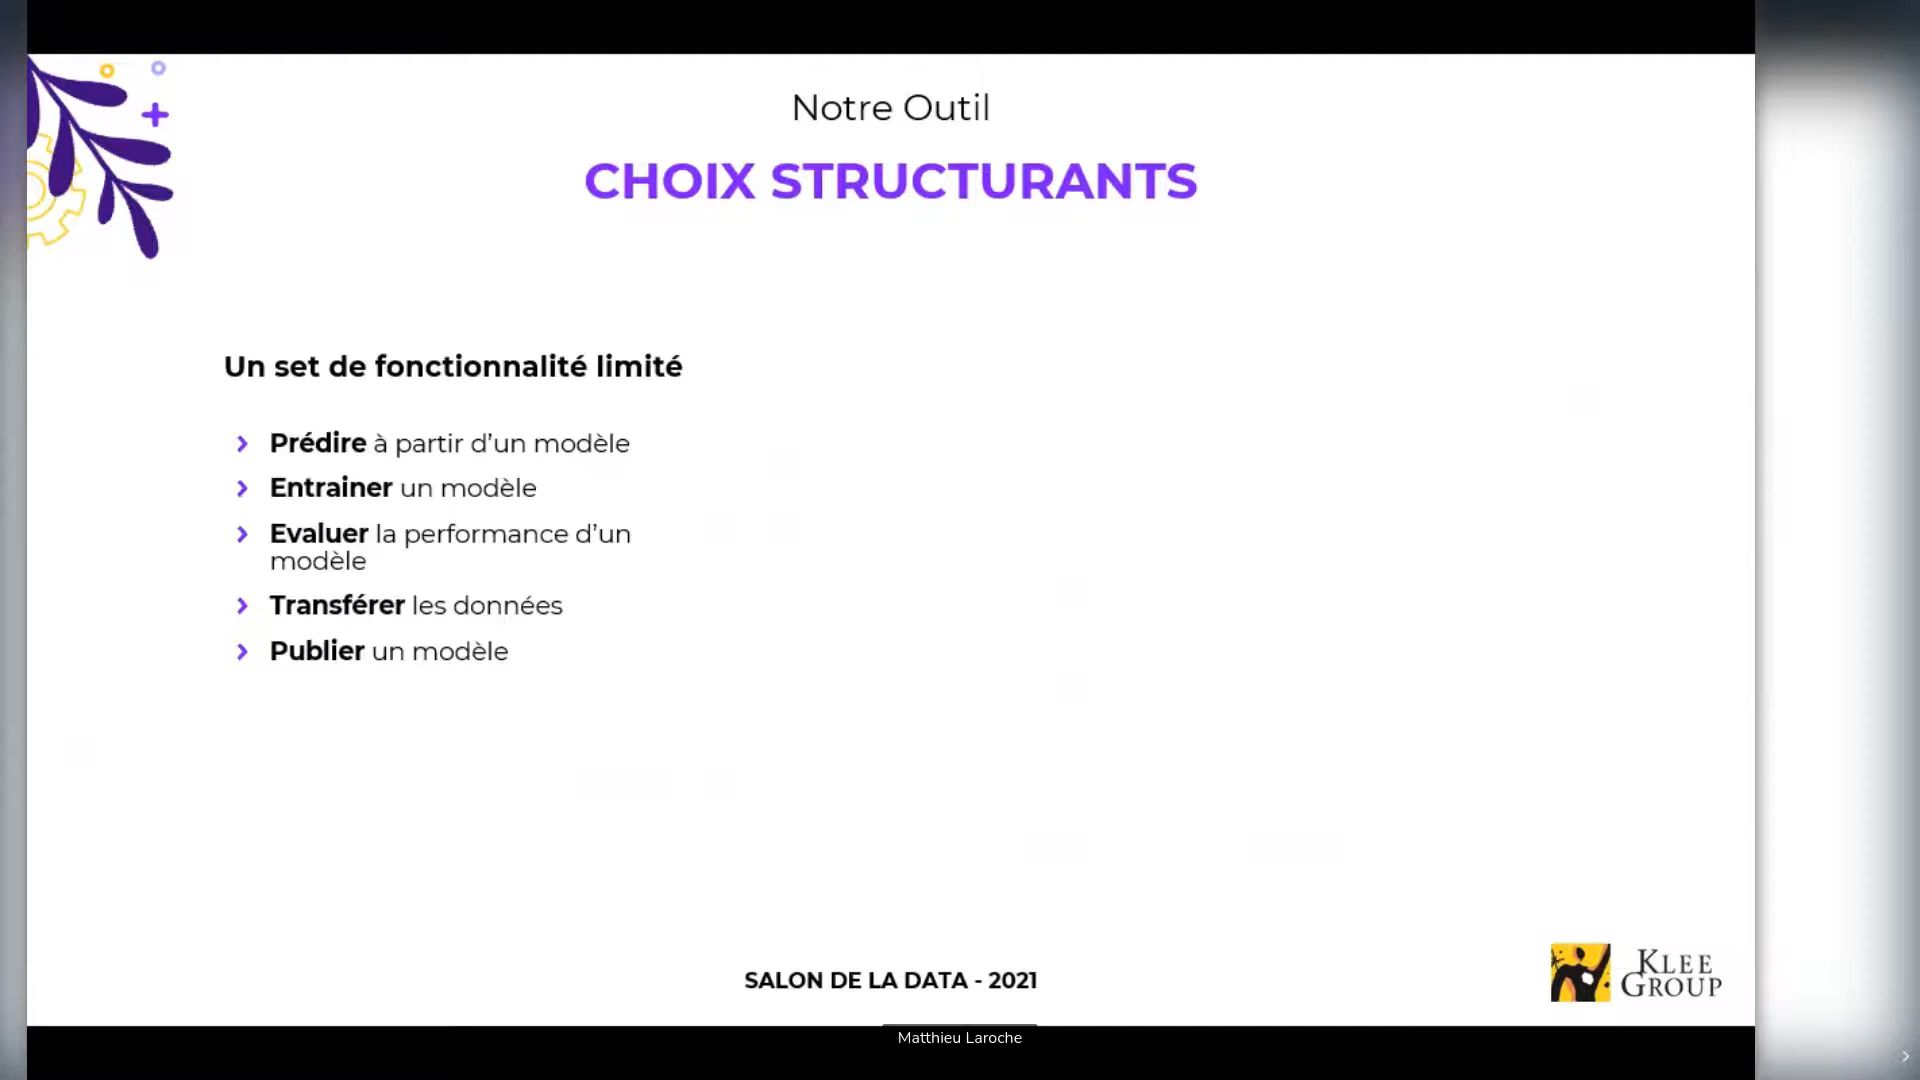 Notre Outil
CHOIX STRUCTURANTS
Un set de fonctionnalité limité
Prédire à partir d’un modèle
Entrainer un modèle
Evaluer la performance d’un
modèle
Transférer les données
Publier un modèle
SALON DE LA DATA - 2021
KLEE
GROUP
Matthieu Laroche